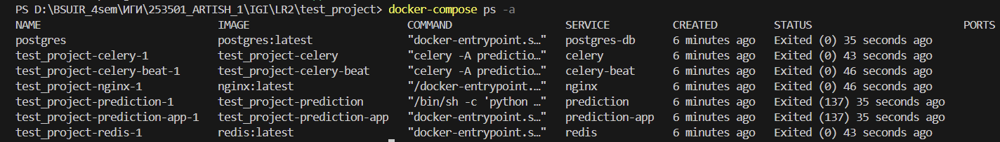 PS D:\BSUIR_4sem\ИГИ\253501_ARTISH_1\IGI\LR2\test_project> docker-compose ps -a
NAME IMAGE COMMAND SERVICE CREATED STATUS PORTS
postgres postgres:latest "docker-entrypoint.s…" postgres-db 6 minutes ago Exited (0) 35 seconds ago
test_project-celery-1 test_project-celery "celery -A predictio…" celery 6 minutes ago Exited (0) 43 seconds ago
test_project-celery-beat-1 test_project-celery-beat "celery -A predictio…" celery-beat 6 minutes ago Exited (0) 46 seconds ago
test_project-nginx-1 nginx:latest "/docker-entrypoint.…" nginx 6 minutes ago Exited (0) 46 seconds ago
test_project-prediction-1 test_project-prediction "/bin/sh -c 'python …" prediction 6 minutes ago Exited (137) 35 seconds ago
test_project-prediction-app-1 test_project-prediction-app "docker-entrypoint.s…" prediction-app 6 minutes ago Exited (137) 35 seconds ago
test_project-redis-1 redis:latest "docker-entrypoint.s…" redis 6 minutes ago Exited (0) 43 seconds ago